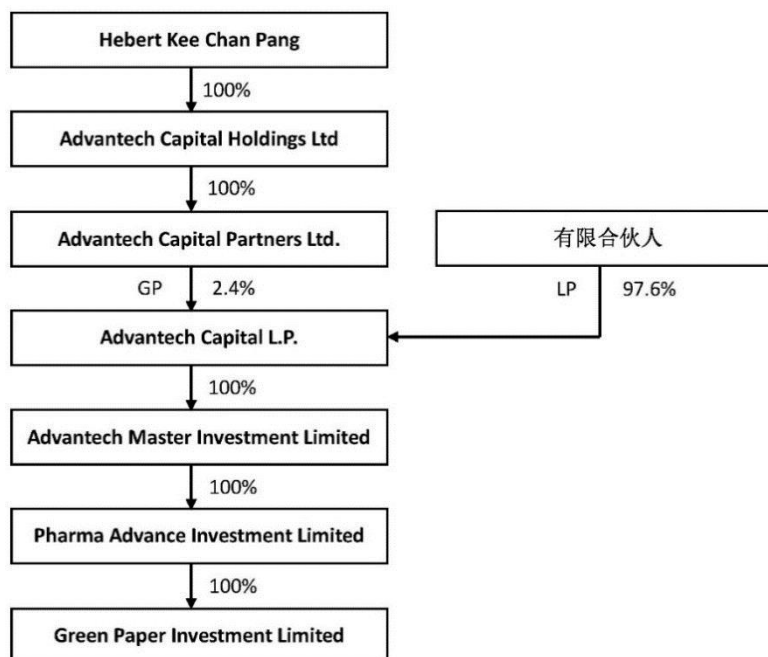 Hebert Kee Chan Pang
100%
Advantech Capital Holdings Ltd
100%
Advantech Capital Partners Ltd.
有限合伙人
GP 2.4%
LP 97.6%
Advantech Capital L.P.
100%
Advantech Master Investment Limited
100%
Pharma Advance Investment Limited
100%
Green Paper Investment Limited